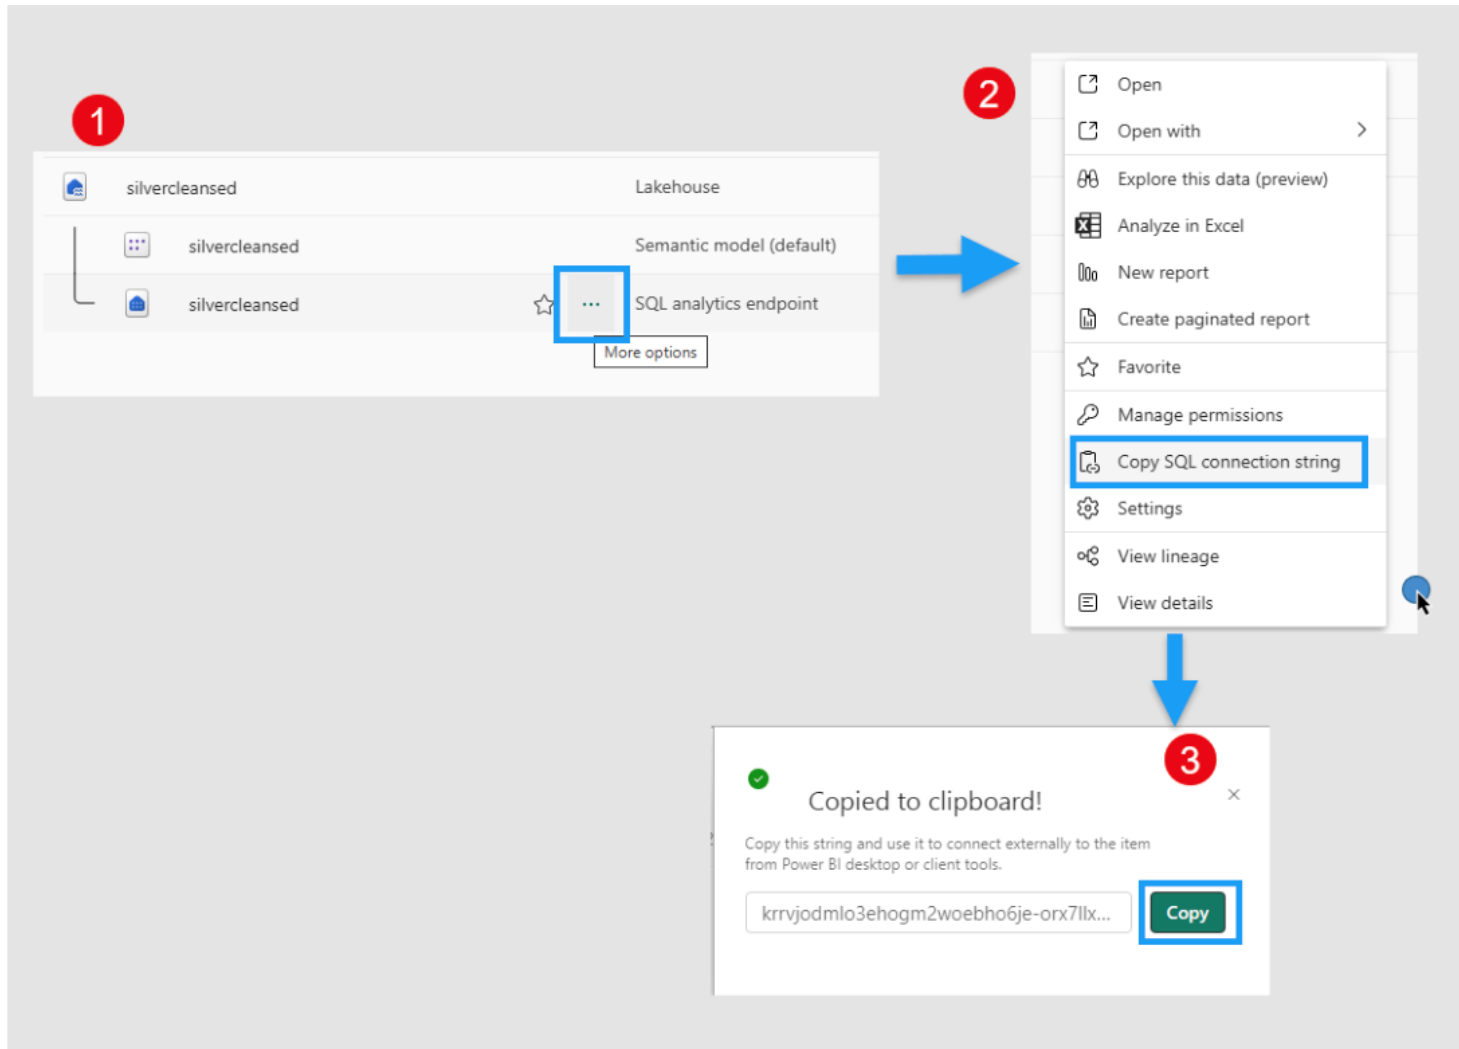 1
silvercleansed Lakehouse
silvercleansed Semantic model (default)
silvercleansed ... SQL analytics endpoint
More options
2
Open
Open with
Explore this data (preview)
Analyze in Excel
New report
Create paginated report
Favorite
Manage permissions
Copy SQL connection string
Settings
View lineage
View details
3
Copied to clipboard!
Copy this string and use it to connect externally to the item
from Power BI desktop or client tools.
krrvjodmlo3ehogm2woebho6je-orx7llx... Copy